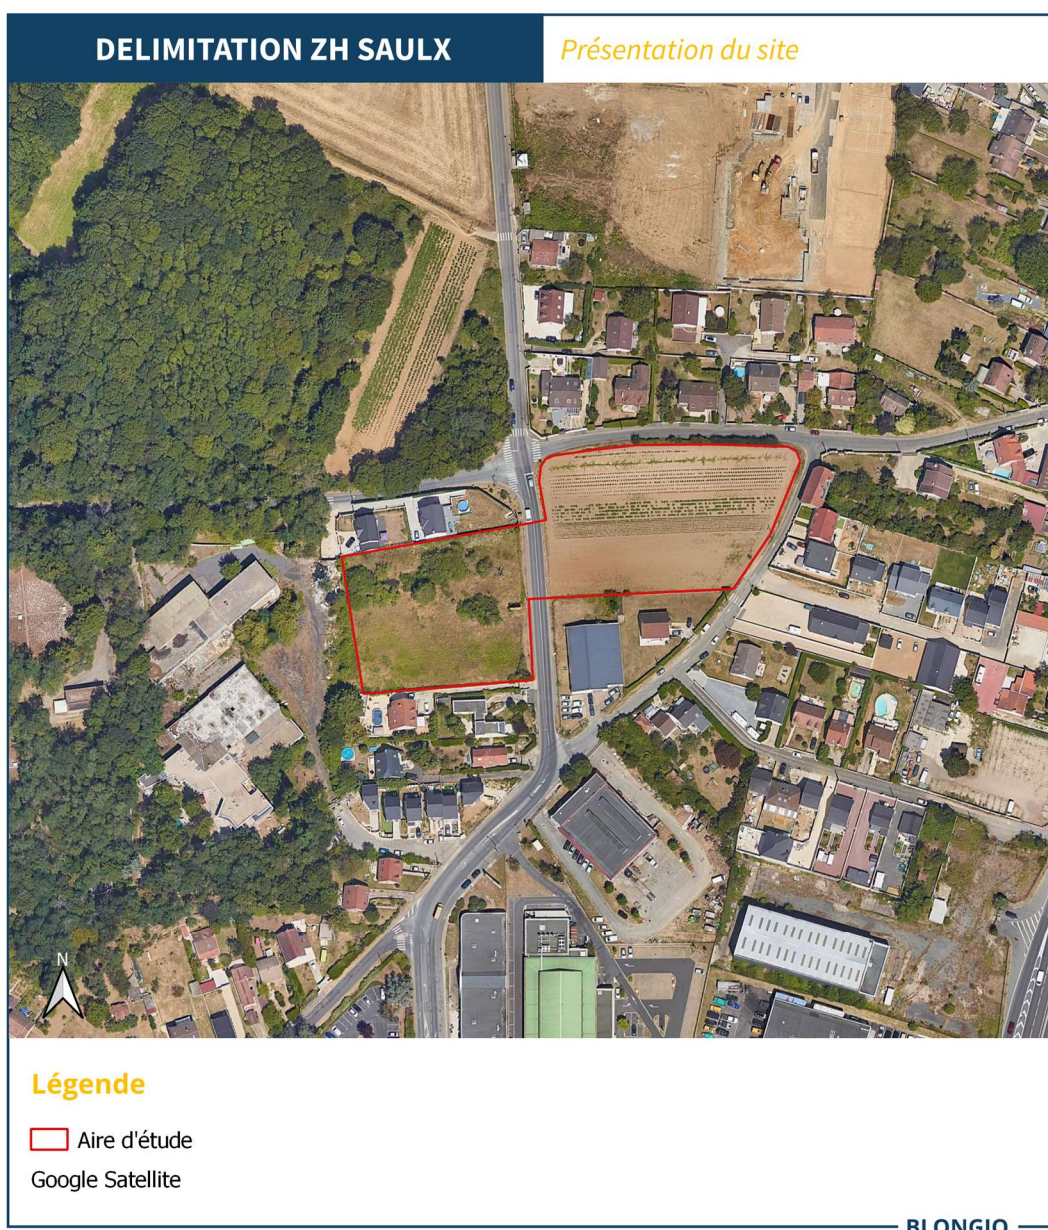 DELIMITATION ZH SAULX
Présentation du site
N
Légende
Aire d'étude
Google Satellite
BLONGIO